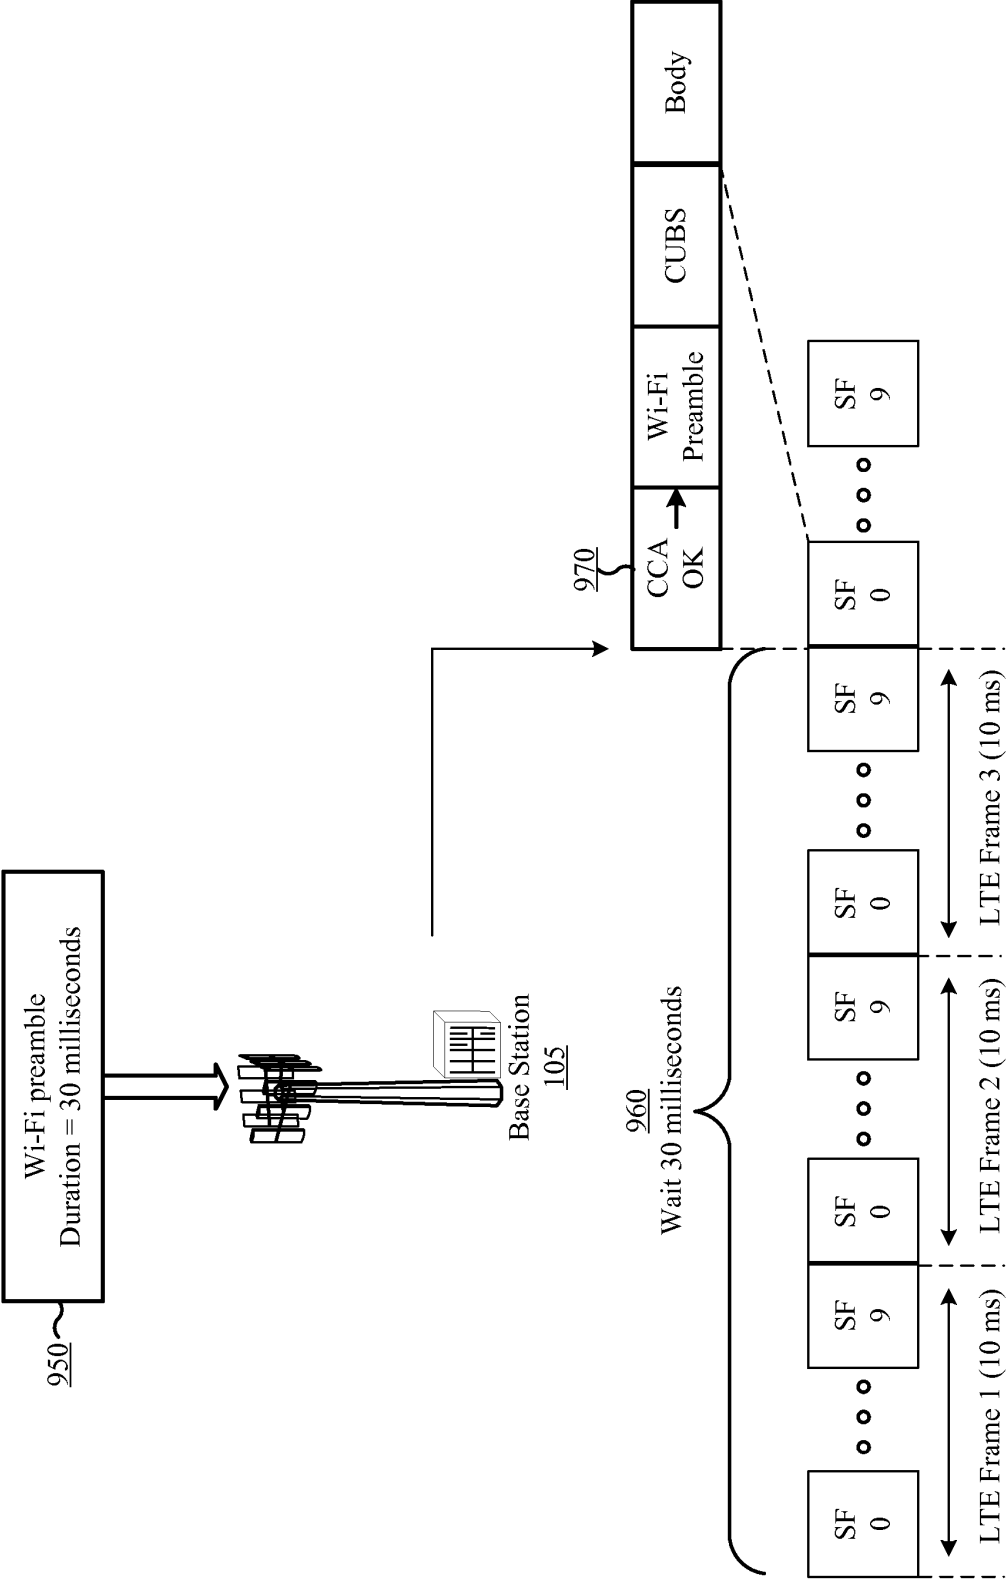 950
Wi-Fi preamble
Duration = 30 milliseconds
Base Station
105
970
CCA
OK
Wi-Fi
Preamble
CUBS
Body
960
Wait 30 milliseconds
SF
0
SF
9
SF
0
SF
9
SF
0
SF
9
SF
0
SF
9
LTE Frame 1 (10 ms)
LTE Frame 2 (10 ms)
LTE Frame 3 (10 ms)